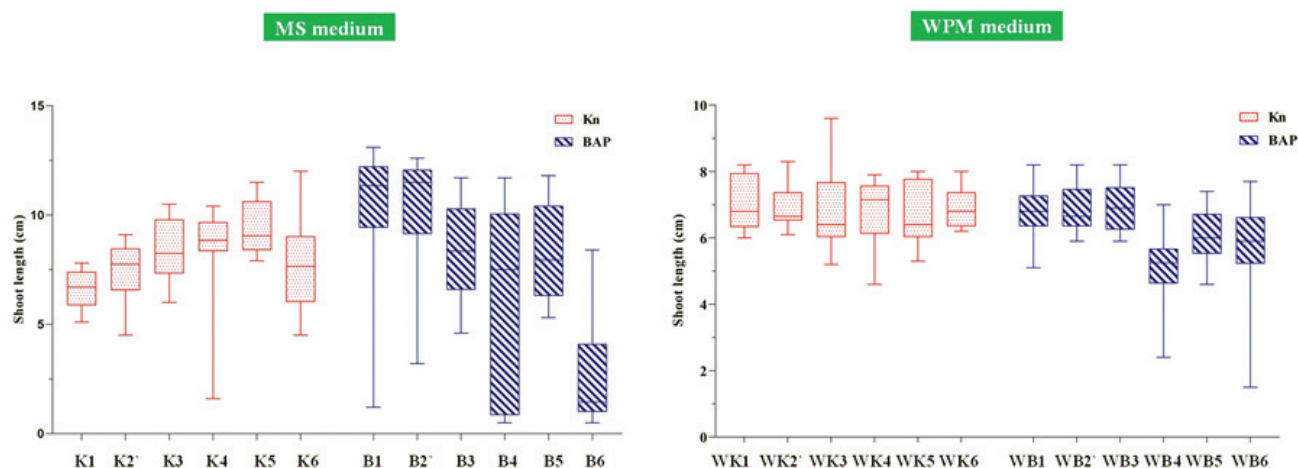 MS medium
WPM medium
Shoot length (cm)
15
10
5
0
Kn
BAP
K1 K2` K3 K4 K5 K6 B1 B2` B3 B4 B5 B6
Shoot length (cm)
10
8
6
4
2
0
Kn
BAP
WK1 WK2` WK3 WK4 WK5 WK6 WB1 WB2` WB3 WB4 WB5 WB6